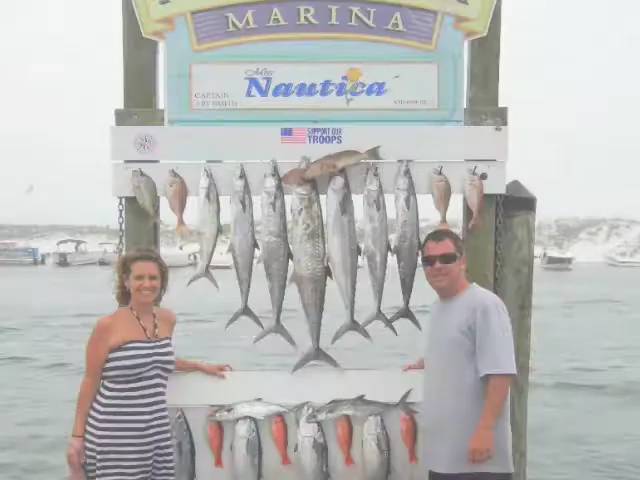 MARINA
Miss
Nautica
CAPTAIN
SUPPORT OUR
TROOPS